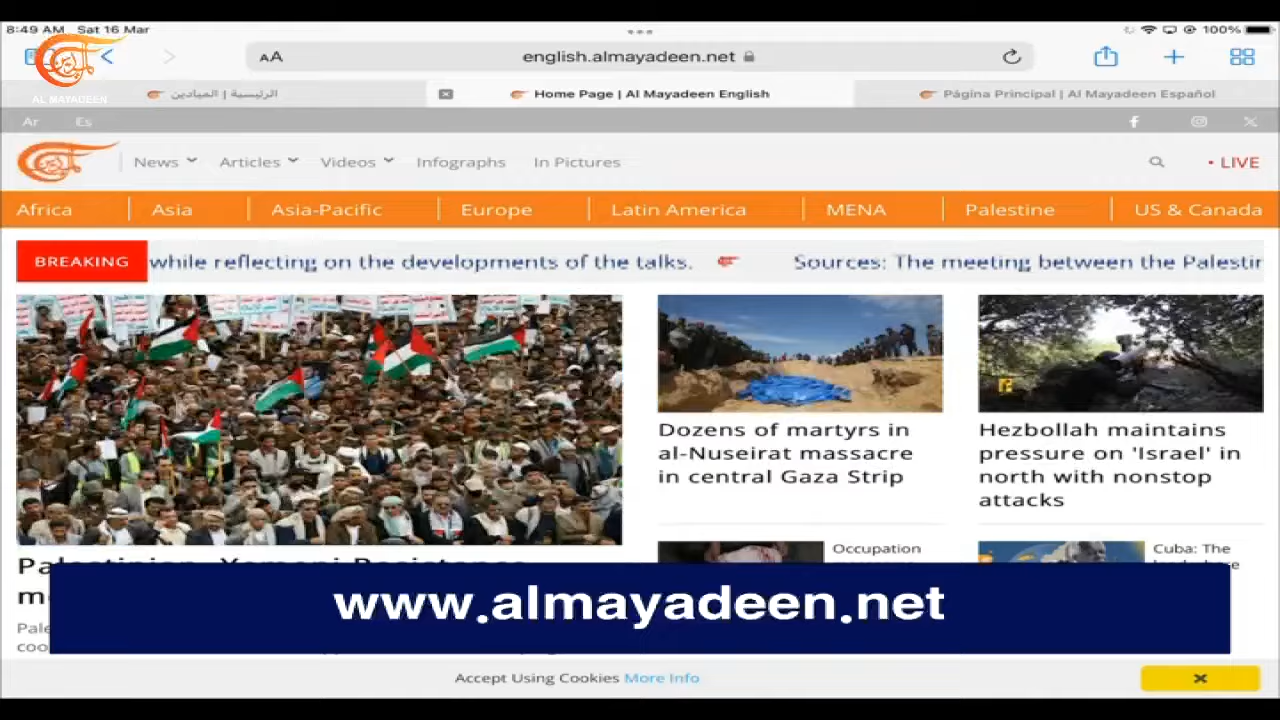 8:49 AM Sat 16 Mar
100%
AL MAYADEEN
AA
english.almayadeen.net
الرئيسية | الميادين
Home Page | Al Mayadeen English
Página Principal | Al Mayadeen Español
Ar Es
News Articles Videos Infographs In Pictures
• LIVE
Africa Asia Asia-Pacific Europe Latin America MENA Palestine US & Canada
BREAKING while reflecting on the developments of the talks. Sources: The meeting between the Palestin
Dozens of martyrs in
al-Nuseirat massacre
in central Gaza Strip
Hezbollah maintains
pressure on 'Israel' in
north with nonstop
attacks
Occupation
Cuba: The
www.almayadeen.net
Accept Using Cookies More Info